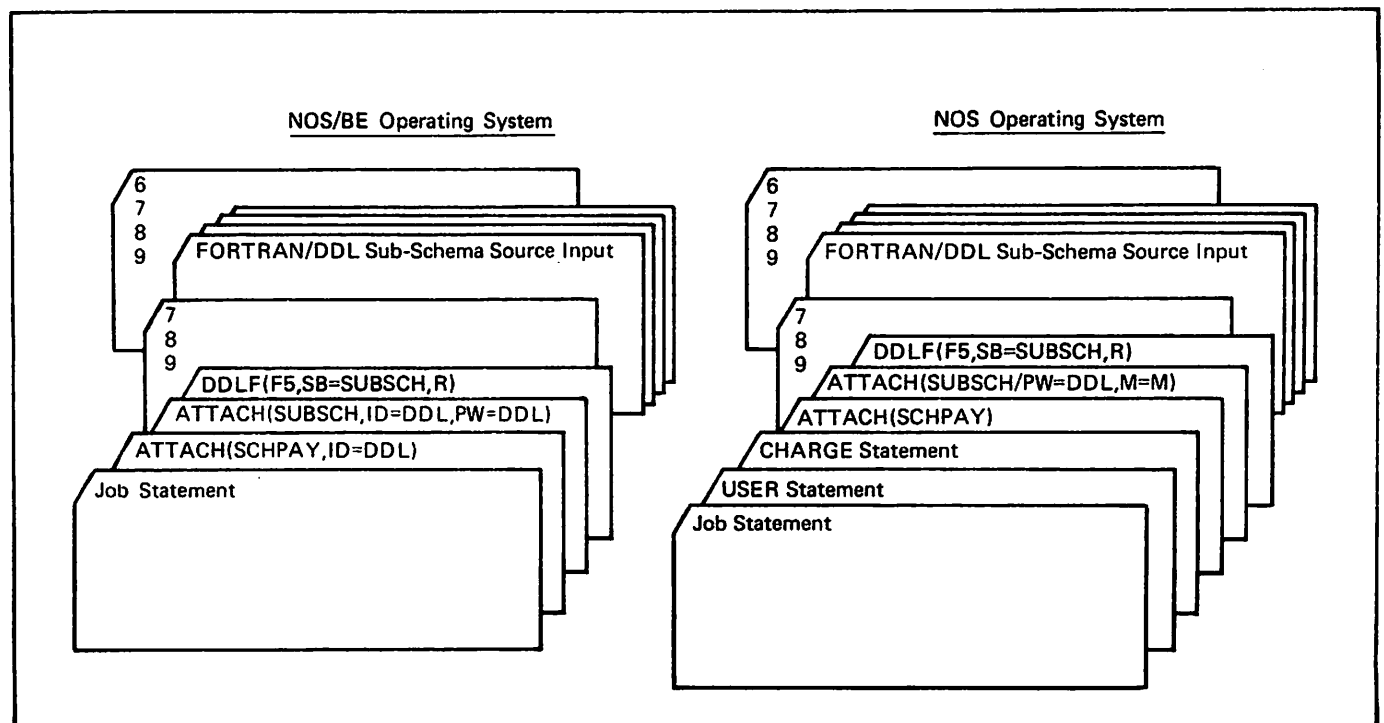 NOS/BE Operating System
6
7
8
9
FORTRAN/DDL Sub-Schema Source Input
7
8
9
DDLF(F5,SB=SUBSCH,R)
ATTACH(SUBSCH,ID=DDL,PW=DDL)
ATTACH(SCHPAY,ID=DDL)
Job Statement
NOS Operating System
6
7
8
9
FORTRAN/DDL Sub-Schema Source Input
7
8
9
DDLF(F5,SB=SUBSCH,R)
ATTACH(SUBSCH/PW=DDL,M=M)
ATTACH(SCHPAY)
CHARGE Statement
USER Statement
Job Statement